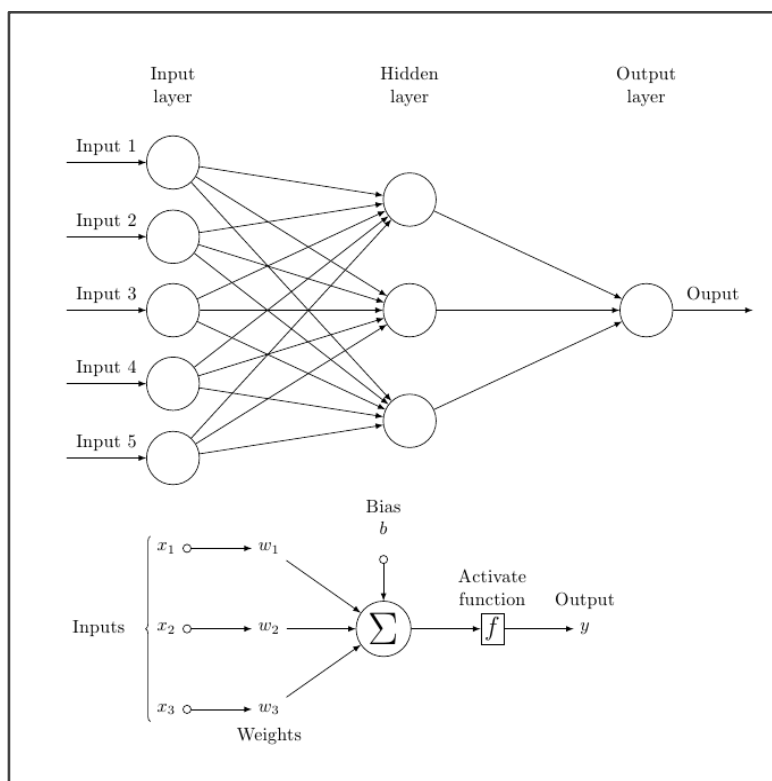 Input
layer
Hidden
layer
Output
layer
Input 1
Input 2
Input 3
Input 4
Input 5
Ouput
Bias
b
x₁
w₁
Activate
function
Output
Inputs
x₂
w₂
∑
f
y
x₃
w₃
Weights